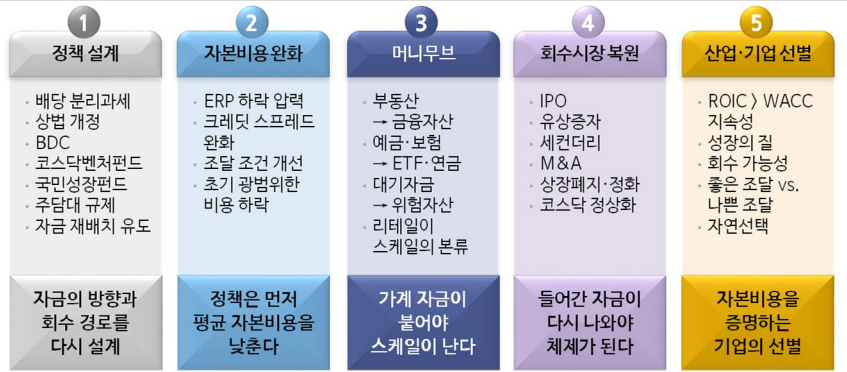 1
정책 설계
· 배당 분리과세
· 상법 개정
· BDC
· 코스닥벤처펀드
· 국민성장펀드
· 주담대 규제
· 자금 재배치 유도
자금의 방향과
회수 경로를
다시 설계
2
자본비용 완화
· ERP 하락 압력
· 크레딧 스프레드
완화
· 조달 조건 개선
· 초기 광범위한
비용 하락
정책은 먼저
평균 자본비용을
낮춘다
3
머니무브
· 부동산
→ 금융자산
· 예금·보험
→ ETF·연금
· 대기자금
→ 위험자산
· 리테일이
스케일의 본류
가계 자금이
붙어야
스케일이 난다
4
회수시장 복원
· IPO
· 유상증자
· 세컨더리
· M&A
· 상장폐지·정화
· 코스닥 정상화
들어간 자금이
다시 나와야
체제가 된다
5
산업·기업 선별
· ROIC 〉 WACC
지속성
· 성장의 질
· 회수 가능성
· 좋은 조달 vs.
나쁜 조달
· 자연선택
자본비용을
증명하는
기업의 선별